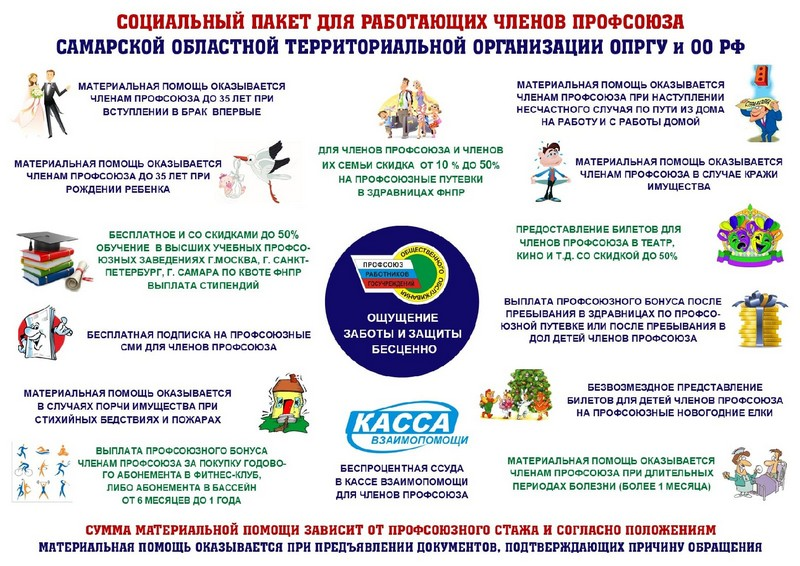 СОЦИАЛЬНЫЙ ПАКЕТ ДЛЯ РАБОТАЮЩИХ ЧЛЕНОВ ПРОФСОЮЗА
САМАРСКОЙ ОБЛАСТНОЙ ТЕРРИТОРИАЛЬНОЙ ОРГАНИЗАЦИИ ОПРГУ и ОО РФ
МАТЕРИАЛЬНАЯ ПОМОЩЬ ОКАЗЫВАЕТСЯ
ЧЛЕНАМ ПРОФСОЮЗА ДО 35 ЛЕТ ПРИ
ВСТУПЛЕНИИ В БРАК ВПЕРВЫЕ
МАТЕРИАЛЬНАЯ ПОМОЩЬ ОКАЗЫВАЕТСЯ
ЧЛЕНАМ ПРОФСОЮЗА ДО 35 ЛЕТ ПРИ
РОЖДЕНИИ РЕБЕНКА
БЕСПЛАТНОЕ И СО СКИДКАМИ ДО 50%
ОБУЧЕНИЕ В ВЫСШИХ УЧЕБНЫХ ПРОФСО-
ЮЗНЫХ ЗАВЕДЕНИЯХ Г.МОСКВА, Г. САНКТ-
ПЕТЕРБУРГ, Г. САМАРА ПО КВОТЕ ФНПР
ВЫПЛАТА СТИПЕНДИЙ
БЕСПЛАТНАЯ ПОДПИСКА НА ПРОФСОЮЗНЫЕ
СМИ ДЛЯ ЧЛЕНОВ ПРОФСОЮЗА
МАТЕРИАЛЬНАЯ ПОМОЩЬ ОКАЗЫВАЕТСЯ
В СЛУЧАЯХ ПОРЧИ ИМУЩЕСТВА ПРИ
СТИХИЙНЫХ БЕДСТВИЯХ И ПОЖАРАХ
ВЫПЛАТА ПРОФСОЮЗНОГО БОНУСА
ЧЛЕНАМ ПРОФСОЮЗА ЗА ПОКУПКУ ГОДОВО-
ГО АБОНЕМЕНТА В ФИТНЕС-КЛУБ,
ЛИБО АБОНЕМЕНТА В БАССЕЙН
ОТ 6 МЕСЯЦЕВ ДО 1 ГОДА
ДЛЯ ЧЛЕНОВ ПРОФСОЮЗА И ЧЛЕНОВ
ИХ СЕМЬИ СКИДКА ОТ 10 % ДО 50%
НА ПРОФСОЮЗНЫЕ ПУТЕВКИ
В ЗДРАВНИЦАХ ФНПР
ПРОФСОЮЗ
РАБОТНИКОВ
ГОСУЧРЕЖДЕНИЙ
ОБЩЕСТВЕННОГО ОБСЛУЖИВАНИЯ
ОЩУЩЕНИЕ
ЗАБОТЫ И ЗАЩИТЫ
БЕСЦЕННО
КАССА
ВЗАИМОПОМОЩИ
БЕСПРОЦЕНТНАЯ ССУДА
В КАССЕ ВЗАИМОПОМОЩИ
ДЛЯ ЧЛЕНОВ ПРОФСОЮЗА
МАТЕРИАЛЬНАЯ ПОМОЩЬ ОКАЗЫВАЕТСЯ
ЧЛЕНАМ ПРОФСОЮЗА ПРИ НАСТУПЛЕНИИ
НЕСЧАСТНОГО СЛУЧАЯ ПО ПУТИ ИЗ ДОМА
НА РАБОТУ И С РАБОТЫ ДОМОЙ
МАТЕРИАЛЬНАЯ ПОМОЩЬ ОКАЗЫВАЕТСЯ
ЧЛЕНАМ ПРОФСОЮЗА В СЛУЧАЕ КРАЖИ
ИМУЩЕСТВА
ПРЕДОСТАВЛЕНИЕ БИЛЕТОВ ДЛЯ
ЧЛЕНОВ ПРОФСОЮЗА В ТЕАТР,
КИНО И Т.Д. СО СКИДКОЙ ДО 50%
ВЫПЛАТА ПРОФСОЮЗНОГО БОНУСА ПОСЛЕ
ПРЕБЫВАНИЯ В ЗДРАВНИЦАХ ПО ПРОФСО-
ЮЗНОЙ ПУТЕВКЕ ИЛИ ПОСЛЕ ПРЕБЫВАНИЯ В
ДОЛ ДЕТЕЙ ЧЛЕНОВ ПРОФСОЮЗА
БЕЗВОЗМЕЗДНОЕ ПРЕДСТАВЛЕНИЕ
БИЛЕТОВ ДЛЯ ДЕТЕЙ ЧЛЕНОВ ПРОФСОЮЗА
НА ПРОФСОЮЗНЫЕ НОВОГОДНИЕ ЕЛКИ
МАТЕРИАЛЬНАЯ ПОМОЩЬ ОКАЗЫВАЕТСЯ
ЧЛЕНАМ ПРОФСОЮЗА ПРИ ДЛИТЕЛЬНЫХ
ПЕРИОДАХ БОЛЕЗНИ (БОЛЕЕ 1 МЕСЯЦА)
СУММА МАТЕРИАЛЬНОЙ ПОМОЩИ ЗАВИСИТ ОТ ПРОФСОЮЗНОГО СТАЖА И СОГЛАСНО ПОЛОЖЕНИЯМ
МАТЕРИАЛЬНАЯ ПОМОЩЬ ОКАЗЫВАЕТСЯ ПРИ ПРЕДЪЯВЛЕНИИ ДОКУМЕНТОВ, ПОДТВЕРЖДАЮЩИХ ПРИЧИНУ ОБРАЩЕНИЯ